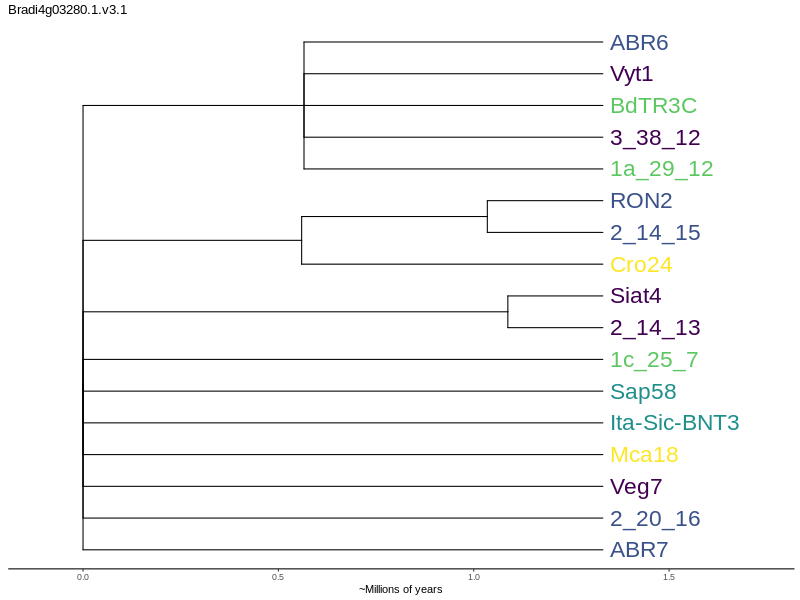 Bradi4g03280.1.v3.1
ABR6
Vyt1
BdTR3C
3_38_12
1a_29_12
RON2
2_14_15
Cro24
Siat4
2_14_13
1c_25_7
Sap58
Ita-Sic-BNT3
Mca18
Veg7
2_20_16
ABR7
0.0 0.5 1.0 1.5
~Millions of years